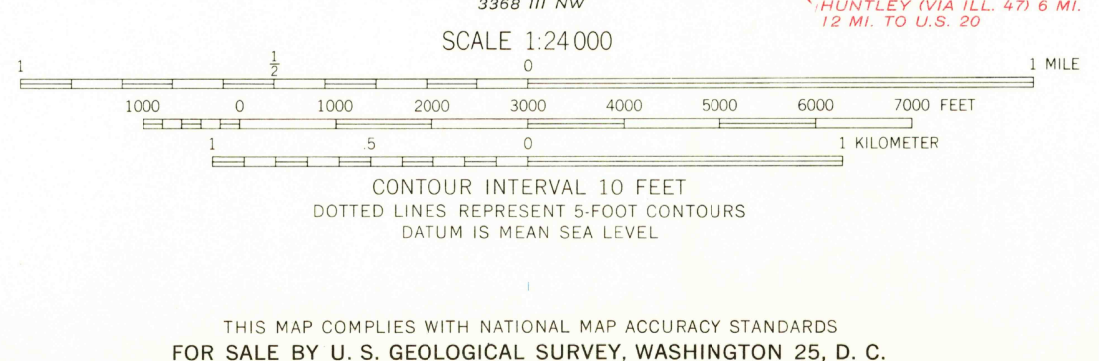 3368 III NW
HUNTLEY (VIA ILL. 47) 6 MI.
12 MI. TO U.S. 20
SCALE 1:24000
1 1/2 0 1 MILE
1000 0 1000 2000 3000 4000 5000 6000 7000 FEET
1 .5 0 1 KILOMETER
CONTOUR INTERVAL 10 FEET
DOTTED LINES REPRESENT 5-FOOT CONTOURS
DATUM IS MEAN SEA LEVEL
THIS MAP COMPLIES WITH NATIONAL MAP ACCURACY STANDARDS
FOR SALE BY U. S. GEOLOGICAL SURVEY, WASHINGTON 25, D. C.